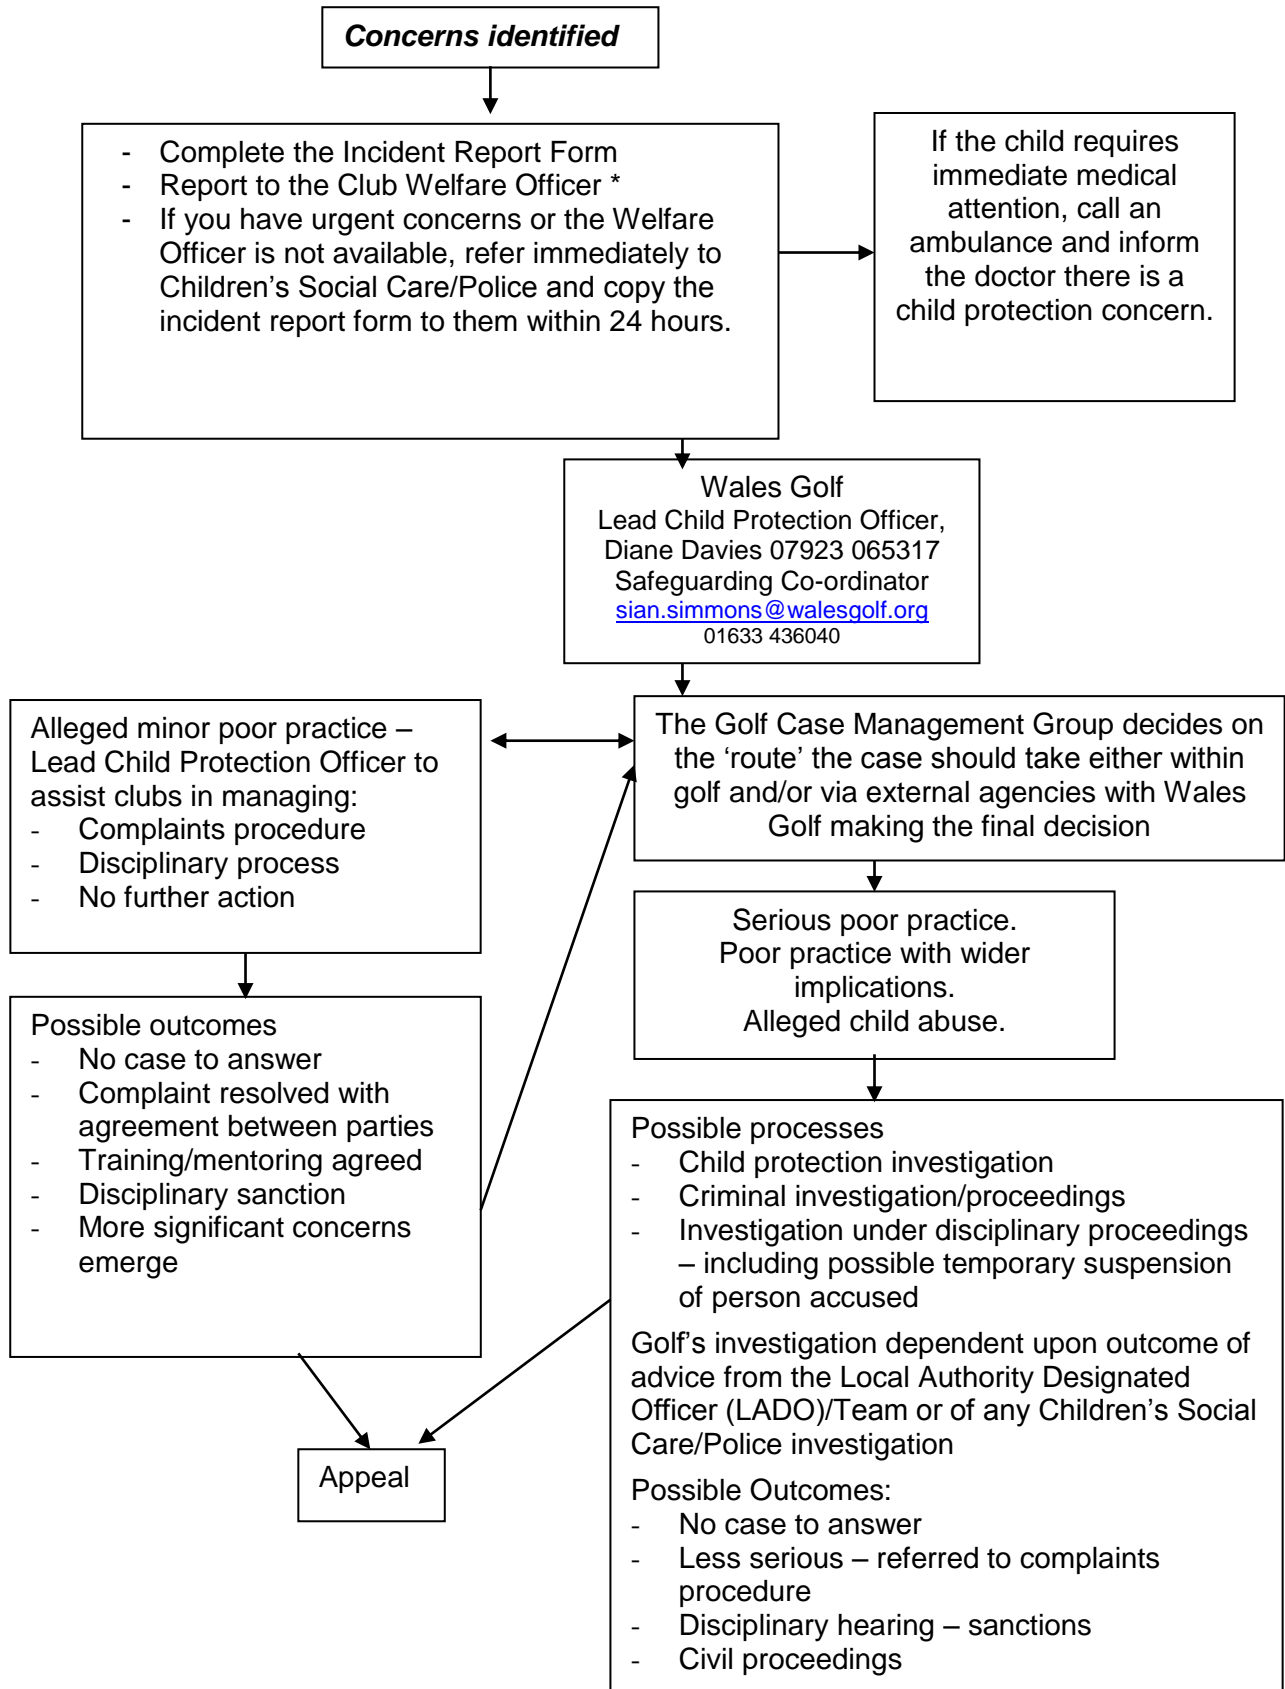 Concerns identified
- Complete the Incident Report Form
- Report to the Club Welfare Officer *
- If you have urgent concerns or the Welfare
Officer is not available, refer immediately to
Children’s Social Care/Police and copy the
incident report form to them within 24 hours.
If the child requires
immediate medical
attention, call an
ambulance and inform
the doctor there is a
child protection concern.
Wales Golf
Lead Child Protection Officer,
Diane Davies 07923 065317
Safeguarding Co-ordinator
sian.simmons@walesgolf.org
01633 436040
Alleged minor poor practice –
Lead Child Protection Officer to
assist clubs in managing:
- Complaints procedure
- Disciplinary process
- No further action
The Golf Case Management Group decides on
the ‘route’ the case should take either within
golf and/or via external agencies with Wales
Golf making the final decision
Serious poor practice.
Poor practice with wider
implications.
Alleged child abuse.
Possible outcomes
- No case to answer
- Complaint resolved with
agreement between parties
- Training/mentoring agreed
- Disciplinary sanction
- More significant concerns
emerge
Possible processes
- Child protection investigation
- Criminal investigation/proceedings
- Investigation under disciplinary proceedings
– including possible temporary suspension
of person accused
Golf’s investigation dependent upon outcome of
advice from the Local Authority Designated
Officer (LADO)/Team or of any Children’s Social
Care/Police investigation
Possible Outcomes:
- No case to answer
- Less serious – referred to complaints
procedure
- Disciplinary hearing – sanctions
- Civil proceedings
Appeal